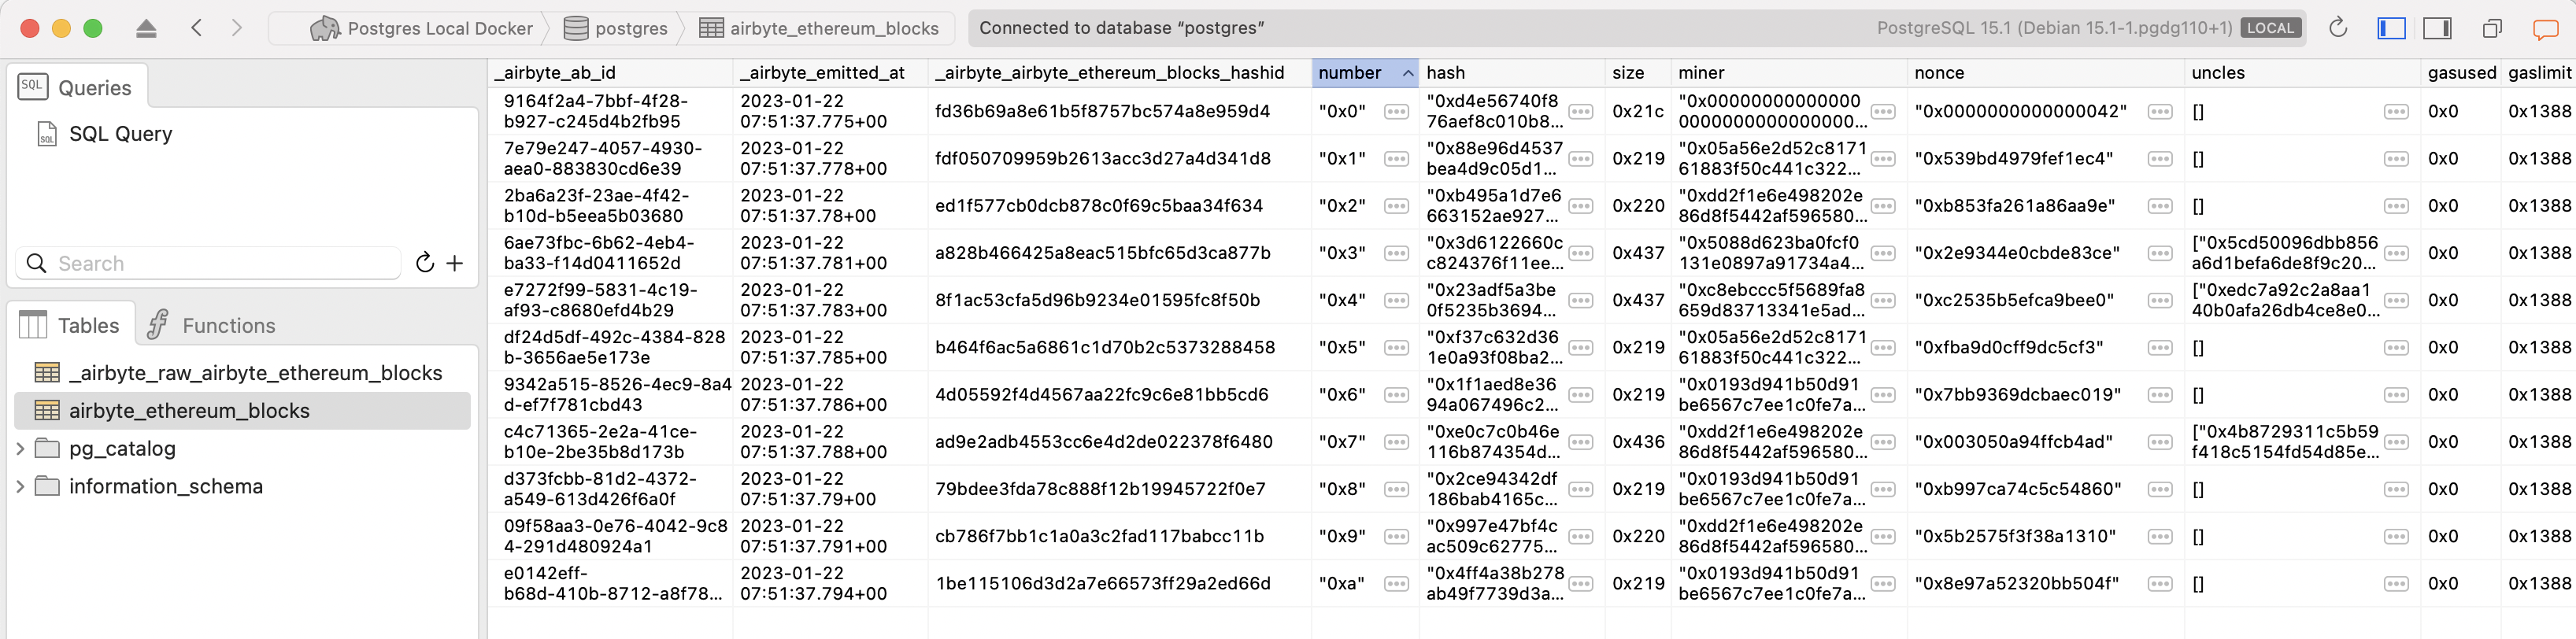 Postgres Local Docker postgres airbyte_ethereum_blocks Connected to database “postgres” PostgreSQL 15.1 (Debian 15.1-1.pgdg110+1) LOCAL
SQL Queries
SQL SQL Query
Search
Tables Functions
_airbyte_raw_airbyte_ethereum_blocks
airbyte_ethereum_blocks
pg_catalog
information_schema
_airbyte_ab_id _airbyte_emitted_at _airbyte_airbyte_ethereum_blocks_hashid number hash size miner nonce uncles gasused gaslimit
9164f2a4-7bbf-4f28- 2023-01-22 "0xd4e56740f8 "0x00000000000000
fd36b69a8e61b5f8757bc574a8e959d4 "0x0" 0x21c "0x0000000000000042" [] 0x0 0x1388
b927-c245d4b2fb95 07:51:37.775+00 76aef8c010b8... 0000000000000000...
7e79e247-4057-4930- 2023-01-22 "0x88e96d4537 "0x05a56e2d52c8171
fdf050709959b2613acc3d27a4d341d8 "0x1" 0x219 "0x539bd4979fef1ec4" [] 0x0 0x1388
aea0-883830cd6e39 07:51:37.778+00 bea4d9c05d1... 61883f50c441c322...
2ba6a23f-23ae-4f42- 2023-01-22 "0xb495a1d7e6 "0xdd2f1e6e498202e
ed1f577cb0dcb878c0f69c5baa34f634 "0x2" 0x220 "0xb853fa261a86aa9e" [] 0x0 0x1388
b10d-b5eea5b03680 07:51:37.78+00 663152ae927... 86d8f5442af596580...
6ae73fbc-6b62-4eb4- 2023-01-22 "0x3d6122660c "0x5088d623ba0fcf0 ["0x5cd50096dbb856
a828b466425a8eac515bfc65d3ca877b "0x3" 0x437 "0x2e9344e0cbde83ce" 0x0 0x1388
ba33-f14d0411652d 07:51:37.781+00 c824376f11ee... 131e0897a91734a4... a6d1befa6de8f9c20...
e7272f99-5831-4c19- 2023-01-22 "0x23adf5a3be "0xc8ebccc5f5689fa8 ["0xedc7a92c2a8aa1
8f1ac53cfa5d96b9234e01595fc8f50b "0x4" 0x437 "0xc2535b5efca9bee0" 0x0 0x1388
af93-c8680efd4b29 07:51:37.783+00 0f5235b3694... 659d83713341e5ad... 40b0afa26db4ce8e0...
df24d5df-492c-4384-828 2023-01-22 "0xf37c632d36 "0x05a56e2d52c8171
b464f6ac5a6861c1d70b2c5373288458 "0x5" 0x219 "0xfba9d0cff9dc5cf3" [] 0x0 0x1388
b-3656ae5e173e 07:51:37.785+00 1e0a93f08ba2... 61883f50c441c322...
9342a515-8526-4ec9-8a4 2023-01-22 "0x1f1aed8e36 "0x0193d941b50d91
4d05592f4d4567aa22fc9c6e81bb5cd6 "0x6" 0x219 "0x7bb9369dcbaec019" [] 0x0 0x1388
d-ef7f781cbd43 07:51:37.786+00 94a067496c2... be6567c7ee1c0fe7a...
c4c71365-2e2a-41ce- 2023-01-22 "0xe0c7c0b46e "0xdd2f1e6e498202e ["0x4b8729311c5b59
ad9e2adb4553cc6e4d2de022378f6480 "0x7" 0x436 "0x003050a94ffcb4ad" 0x0 0x1388
b10e-2be35b8d173b 07:51:37.788+00 116b874354d... 86d8f5442af596580... f418c5154fd54d85e...
d373fcbb-81d2-4372- 2023-01-22 "0x2ce94342df "0x0193d941b50d91
79bdee3fda78c888f12b19945722f0e7 "0x8" 0x219 "0xb997ca74c5c54860" [] 0x0 0x1388
a549-613d426f6a0f 07:51:37.79+00 186bab4165c... be6567c7ee1c0fe7a...
09f58aa3-0e76-4042-9c8 2023-01-22 "0x997e47bf4c "0xdd2f1e6e498202e
cb786f7bb1c1a0a3c2fad117babcc11b "0x9" 0x220 "0x5b2575f3f38a1310" [] 0x0 0x1388
4-291d480924a1 07:51:37.791+00 ac509c62775... 86d8f5442af596580...
e0142eff- 2023-01-22 "0x4ff4a38b278 "0x0193d941b50d91
1be115106d3d2a7e66573ff29a2ed66d "0xa" 0x219 "0x8e97a52320bb504f" [] 0x0 0x1388
b68d-410b-8712-a8f78... 07:51:37.794+00 ab49f7739d3a... be6567c7ee1c0fe7a...